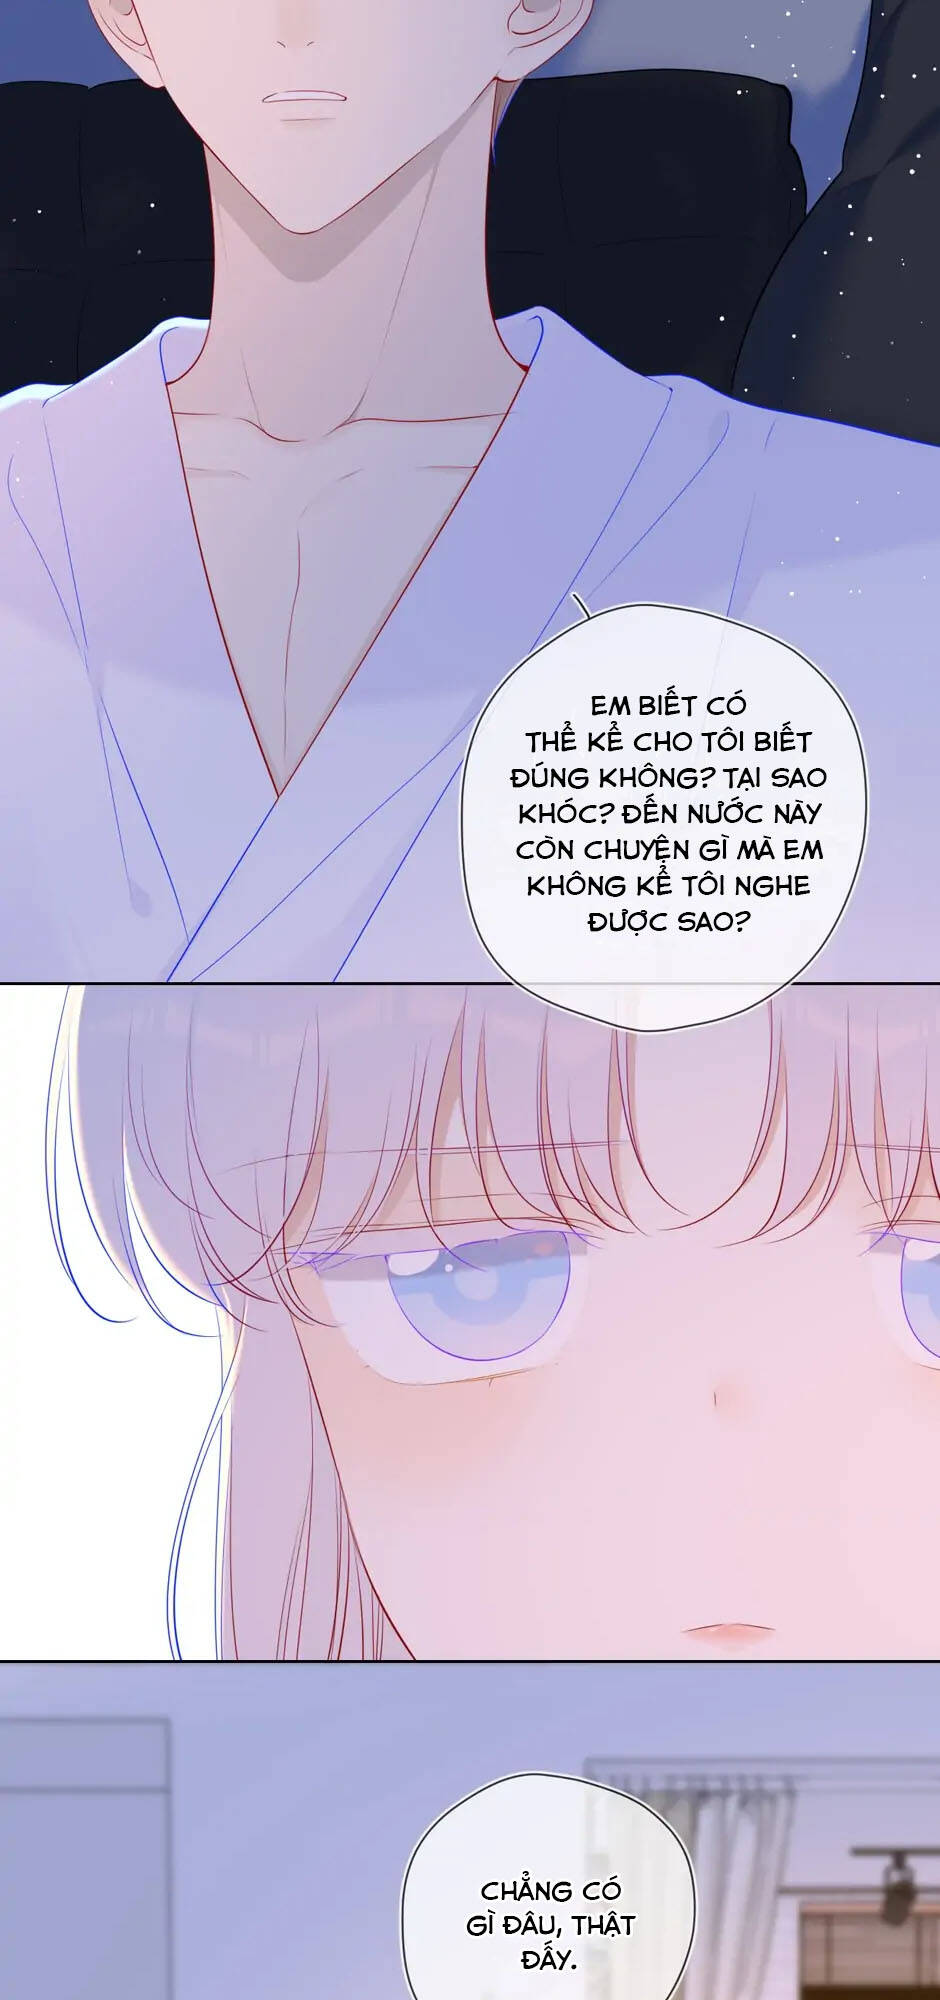 EM BIẾT CÓ
THỂ KỂ CHO TÔI BIẾT
ĐÚNG KHÔNG? TẠI SAO
KHÓC? ĐẾN NƯỚC NÀY
CÒN CHUYỆN GÌ MÀ EM
KHÔNG KỂ TÔI NGHE
ĐƯỢC SAO?
CHẲNG CÓ
GÌ ĐÂU, THẬT
ĐẤY.